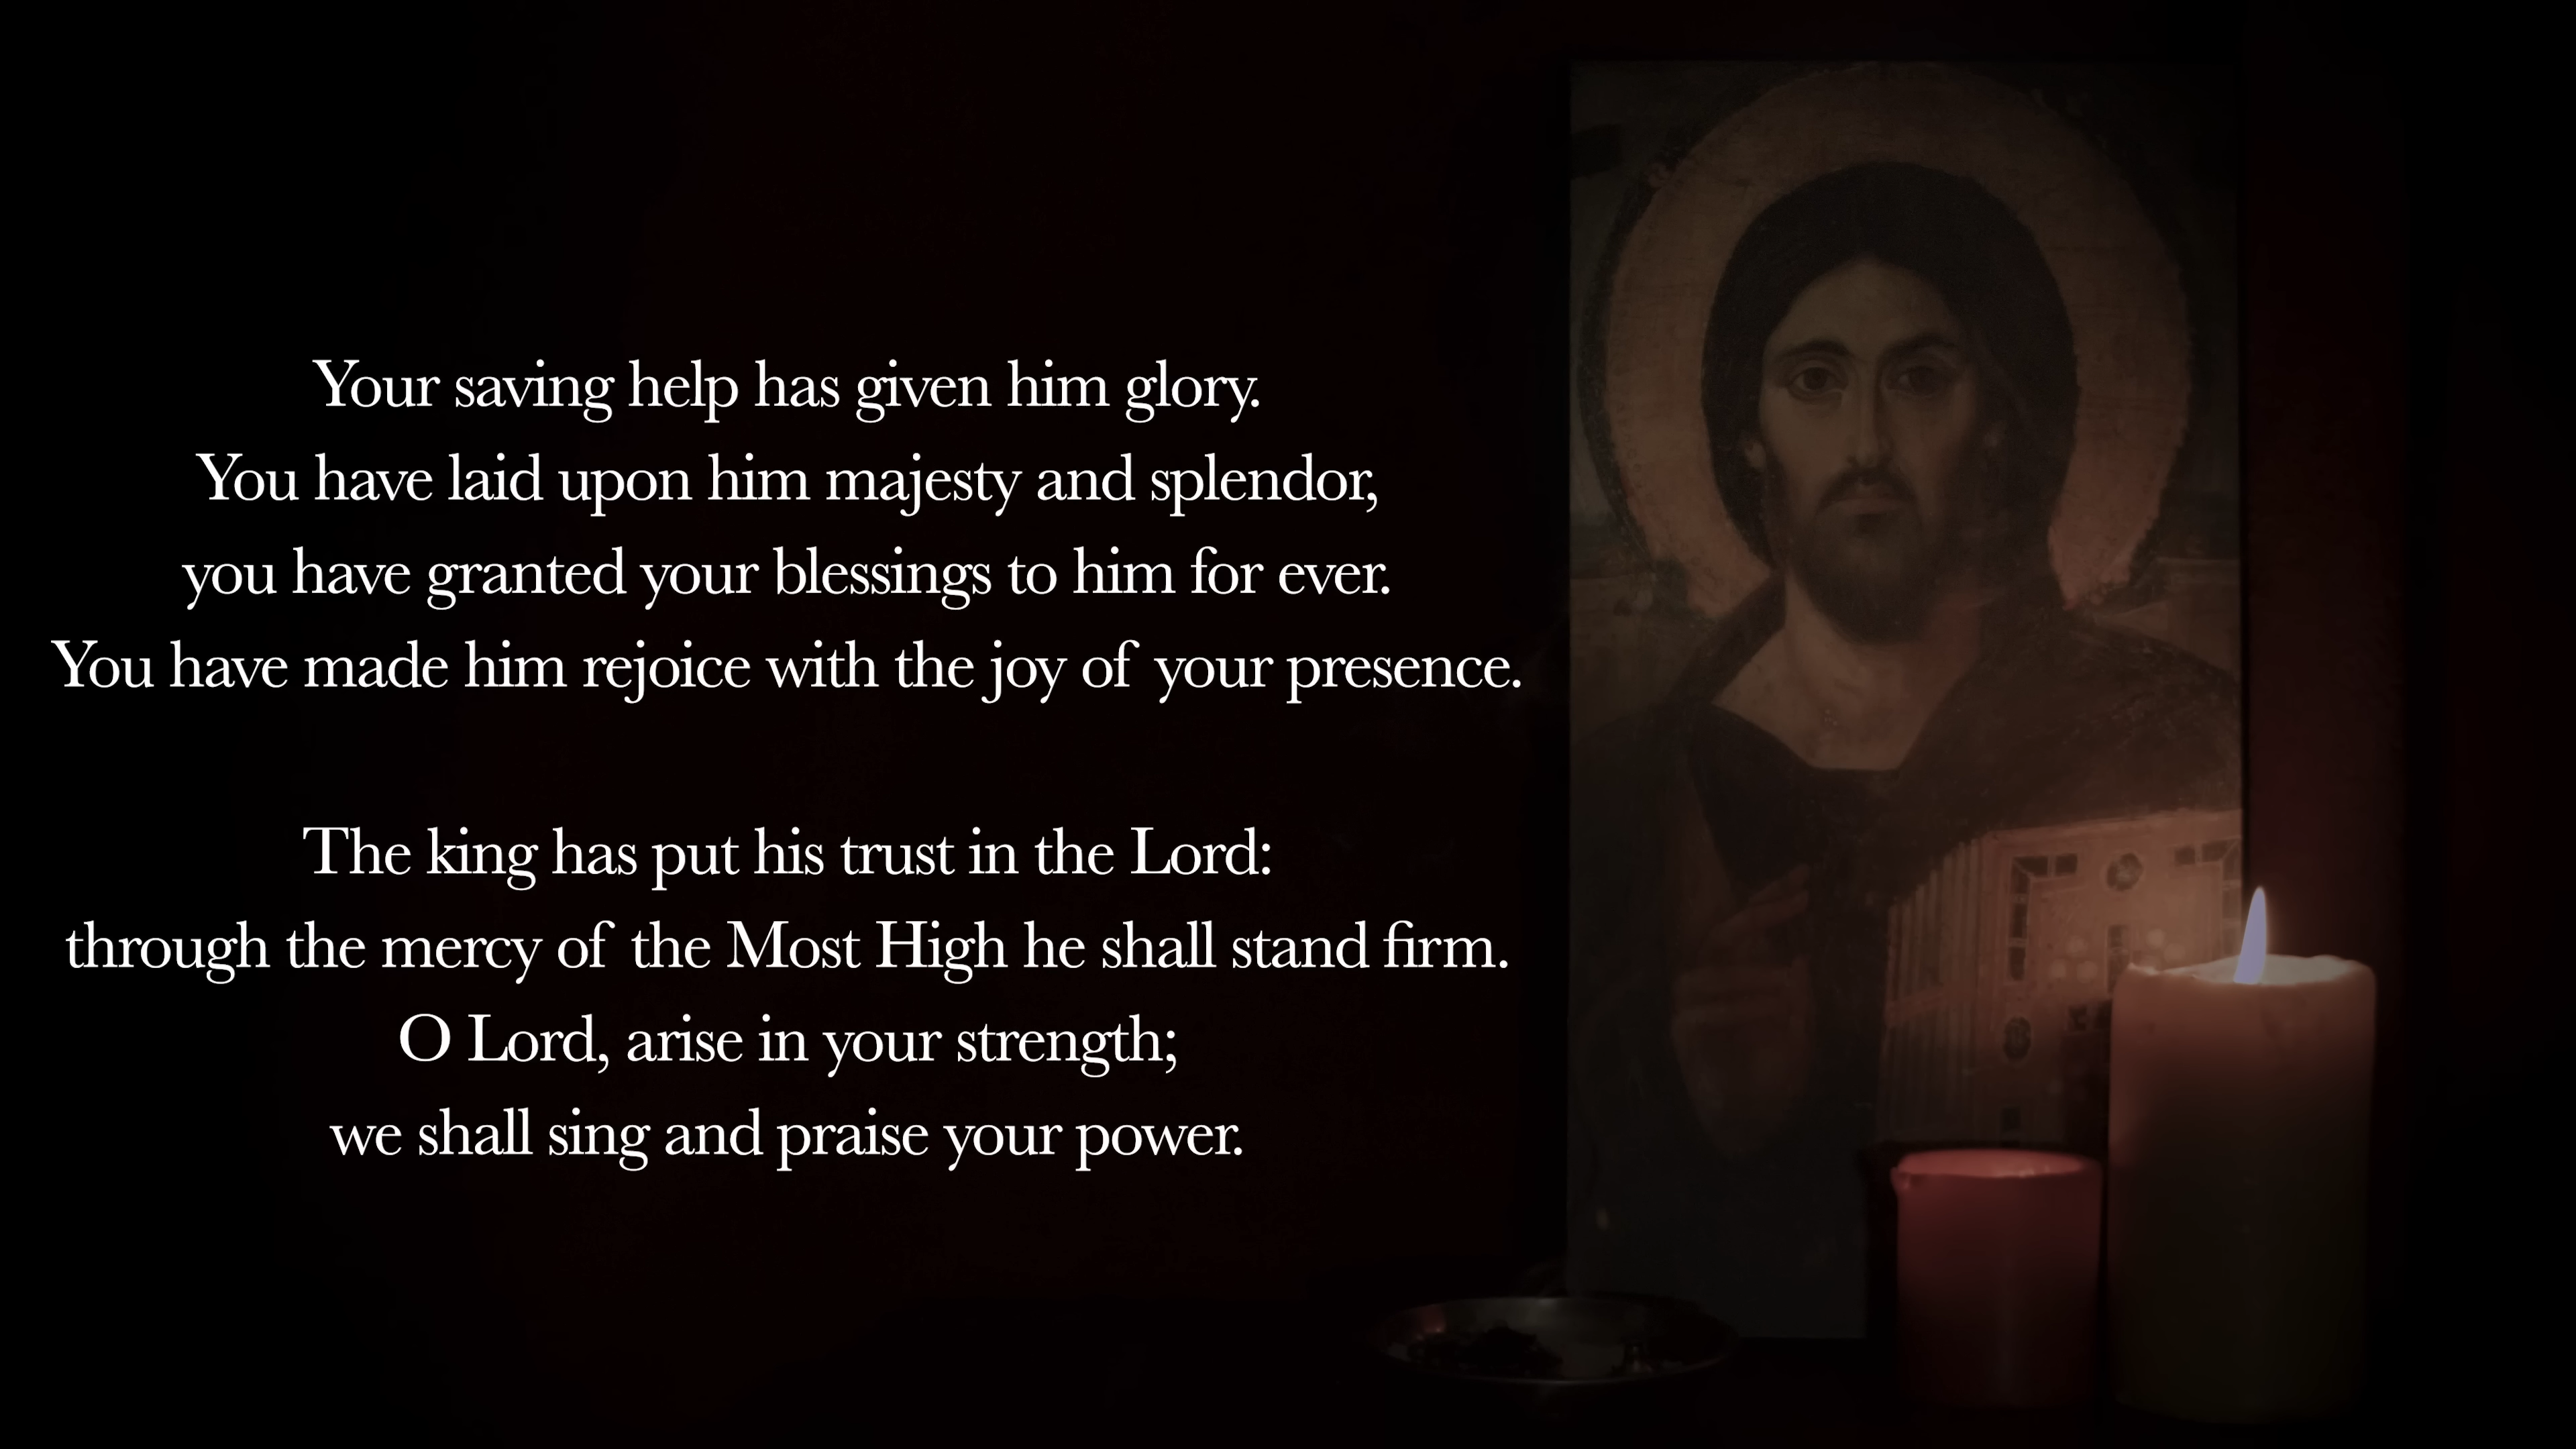 Your saving help has given him glory.
You have laid upon him majesty and splendor,
you have granted your blessings to him for ever.
You have made him rejoice with the joy of your presence.
The king has put his trust in the Lord:
through the mercy of the Most High he shall stand firm.
O Lord, arise in your strength;
we shall sing and praise your power.